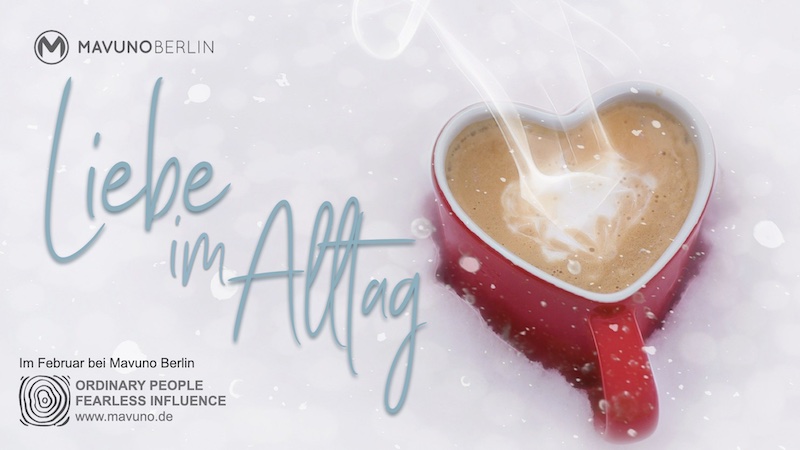 MAVUNOBERLIN
Liebe
im Alltag
Im Februar bei Mavuno Berlin
ORDINARY PEOPLE
FEARLESS INFLUENCE
www.mavuno.de